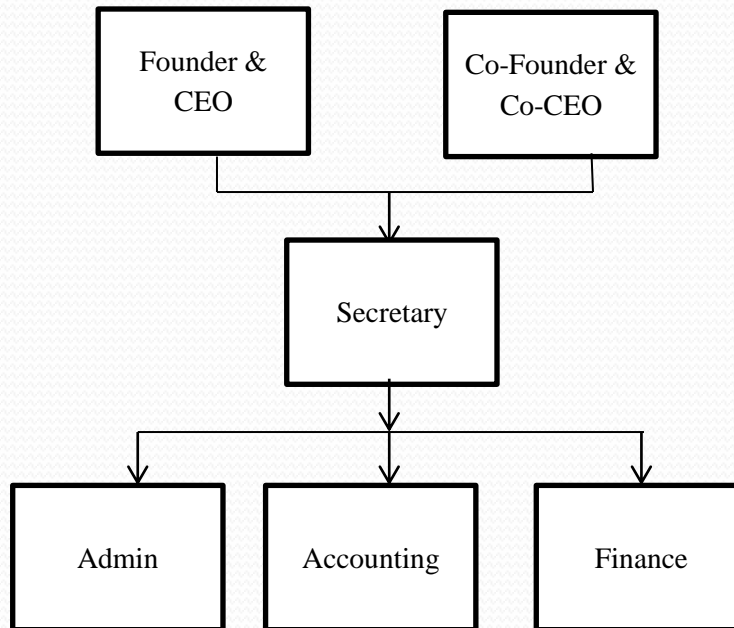 Founder &
CEO
Co-Founder &
Co-CEO
Secretary
Admin
Accounting
Finance